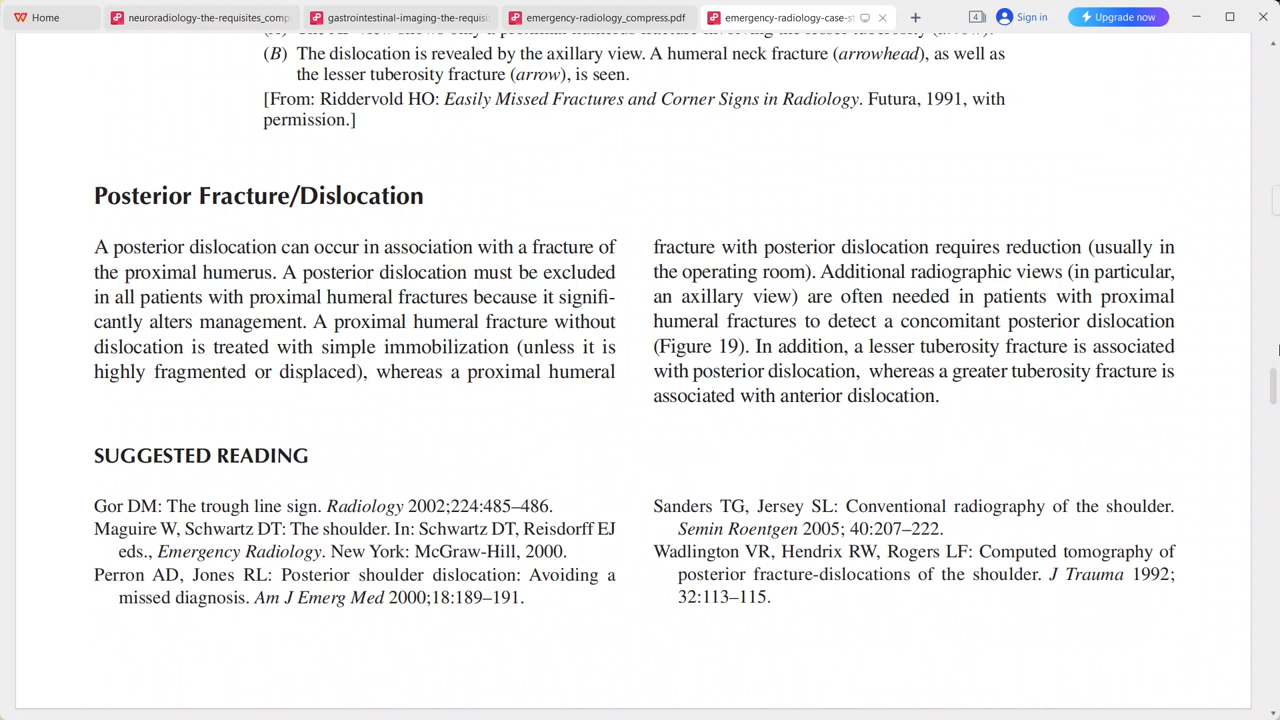 Home
neuroradiology-the-requisites_comp
gastrointestinal-imaging-the-requisi
emergency-radiology_compress.pdf
emergency-radiology-case-st
4
Sign in
Upgrade now
(B) The dislocation is revealed by the axillary view. A humeral neck fracture (arrowhead), as well as
the lesser tuberosity fracture (arrow), is seen.
[From: Riddervold HO: Easily Missed Fractures and Corner Signs in Radiology. Futura, 1991, with
permission.]
Posterior Fracture/Dislocation
A posterior dislocation can occur in association with a fracture of
the proximal humerus. A posterior dislocation must be excluded
in all patients with proximal humeral fractures because it signifi-
cantly alters management. A proximal humeral fracture without
dislocation is treated with simple immobilization (unless it is
highly fragmented or displaced), whereas a proximal humeral
fracture with posterior dislocation requires reduction (usually in
the operating room). Additional radiographic views (in particular,
an axillary view) are often needed in patients with proximal
humeral fractures to detect a concomitant posterior dislocation
(Figure 19). In addition, a lesser tuberosity fracture is associated
with posterior dislocation, whereas a greater tuberosity fracture is
associated with anterior dislocation.
SUGGESTED READING
Gor DM: The trough line sign. Radiology 2002;224:485–486.
Maguire W, Schwartz DT: The shoulder. In: Schwartz DT, Reisdorff EJ
eds., Emergency Radiology. New York: McGraw-Hill, 2000.
Perron AD, Jones RL: Posterior shoulder dislocation: Avoiding a
missed diagnosis. Am J Emerg Med 2000;18:189–191.
Sanders TG, Jersey SL: Conventional radiography of the shoulder.
Semin Roentgen 2005; 40:207–222.
Wadlington VR, Hendrix RW, Rogers LF: Computed tomography of
posterior fracture-dislocations of the shoulder. J Trauma 1992;
32:113–115.